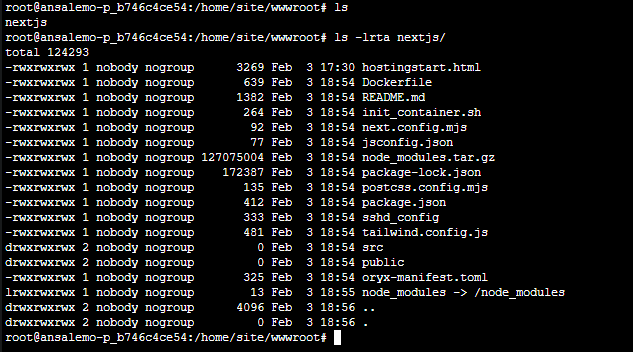 root@ansalemo-p_b746c4ce54:/home/site/wwwroot# ls
nextjs
root@ansalemo-p_b746c4ce54:/home/site/wwwroot# ls -lrta nextjs/
total 124293
-rwxrwxrwx 1 nobody nogroup      3269 Feb  3 17:30 hostingstart.html
-rwxrwxrwx 1 nobody nogroup       639 Feb  3 18:54 Dockerfile
-rwxrwxrwx 1 nobody nogroup      1382 Feb  3 18:54 README.md
-rwxrwxrwx 1 nobody nogroup       264 Feb  3 18:54 init_container.sh
-rwxrwxrwx 1 nobody nogroup        92 Feb  3 18:54 next.config.mjs
-rwxrwxrwx 1 nobody nogroup        77 Feb  3 18:54 jsconfig.json
-rwxrwxrwx 1 nobody nogroup 127075004 Feb  3 18:54 node_modules.tar.gz
-rwxrwxrwx 1 nobody nogroup    172387 Feb  3 18:54 package-lock.json
-rwxrwxrwx 1 nobody nogroup       135 Feb  3 18:54 postcss.config.mjs
-rwxrwxrwx 1 nobody nogroup       412 Feb  3 18:54 package.json
-rwxrwxrwx 1 nobody nogroup       333 Feb  3 18:54 sshd_config
-rwxrwxrwx 1 nobody nogroup       481 Feb  3 18:54 tailwind.config.js
drwxrwxrwx 2 nobody nogroup         0 Feb  3 18:54 src
drwxrwxrwx 2 nobody nogroup         0 Feb  3 18:54 public
-rwxrwxrwx 1 nobody nogroup       325 Feb  3 18:54 oryx-manifest.toml
lrwxrwxrwx 1 nobody nogroup        13 Feb  3 18:55 node_modules -> /node_modules
drwxrwxrwx 2 nobody nogroup      4096 Feb  3 18:56 ..
drwxrwxrwx 2 nobody nogroup         0 Feb  3 18:56 .
root@ansalemo-p_b746c4ce54:/home/site/wwwroot#